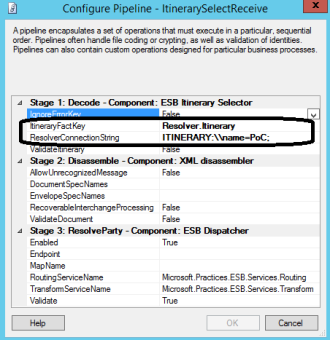 Configure Pipeline - ItinerarySelectReceive
A pipeline encapsulates a set of operations that must execute in a particular, sequential
order. Pipelines often handle file coding or crypting, as well as validation of identities.
Pipelines can also contain custom operations designed for particular business processes.
Stage 1: Decode - Component: ESB Itinerary Selector
IgnoreErrorKey False
ItineraryFactKey Resolver.Itinerary
ResolverConnectionString ITINERARY:\\name=PoC;
ValidateItinerary False
Stage 2: Disassemble - Component: XML disassembler
AllowUnrecognizedMessage False
DocumentSpecNames
EnvelopeSpecNames
RecoverableInterchangeProcessing False
ValidateDocument False
Stage 3: ResolveParty - Component: ESB Dispatcher
Enabled True
Endpoint
MapName
RoutingServiceName Microsoft.Practices.ESB.Services.Routing
TransformServiceName Microsoft.Practices.ESB.Services.Transform
Validate True
Help OK Cancel